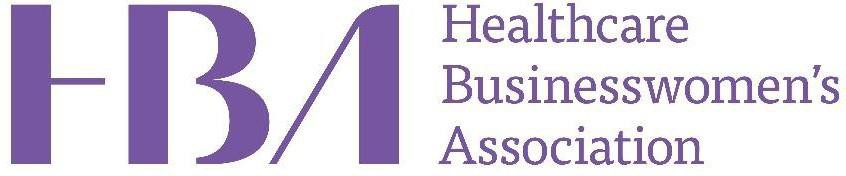 HBA
Healthcare
Businesswomen’s
Association